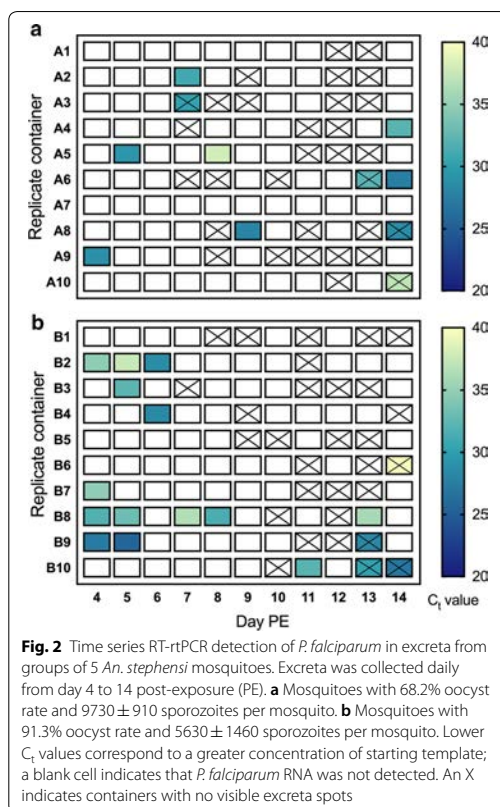 a
A1
A2
A3
A4
A5
A6
A7
A8
A9
A10
Replicate container
40
35
30
25
20
b
B1
B2
B3
B4
B5
B6
B7
B8
B9
B10
Replicate container
40
35
30
25
20
4 5 6 7 8 9 10 11 12 13 14
Day PE
Ct value
Fig. 2 Time series RT-rtPCR detection of P. falciparum in excreta from
groups of 5 An. stephensi mosquitoes. Excreta was collected daily
from day 4 to 14 post-exposure (PE). a Mosquitoes with 68.2% oocyst
rate and 9730 ± 910 sporozoites per mosquito. b Mosquitoes with
91.3% oocyst rate and 5630 ± 1460 sporozoites per mosquito. Lower
Ct values correspond to a greater concentration of starting template;
a blank cell indicates that P. falciparum RNA was not detected. An X
indicates containers with no visible excreta spots